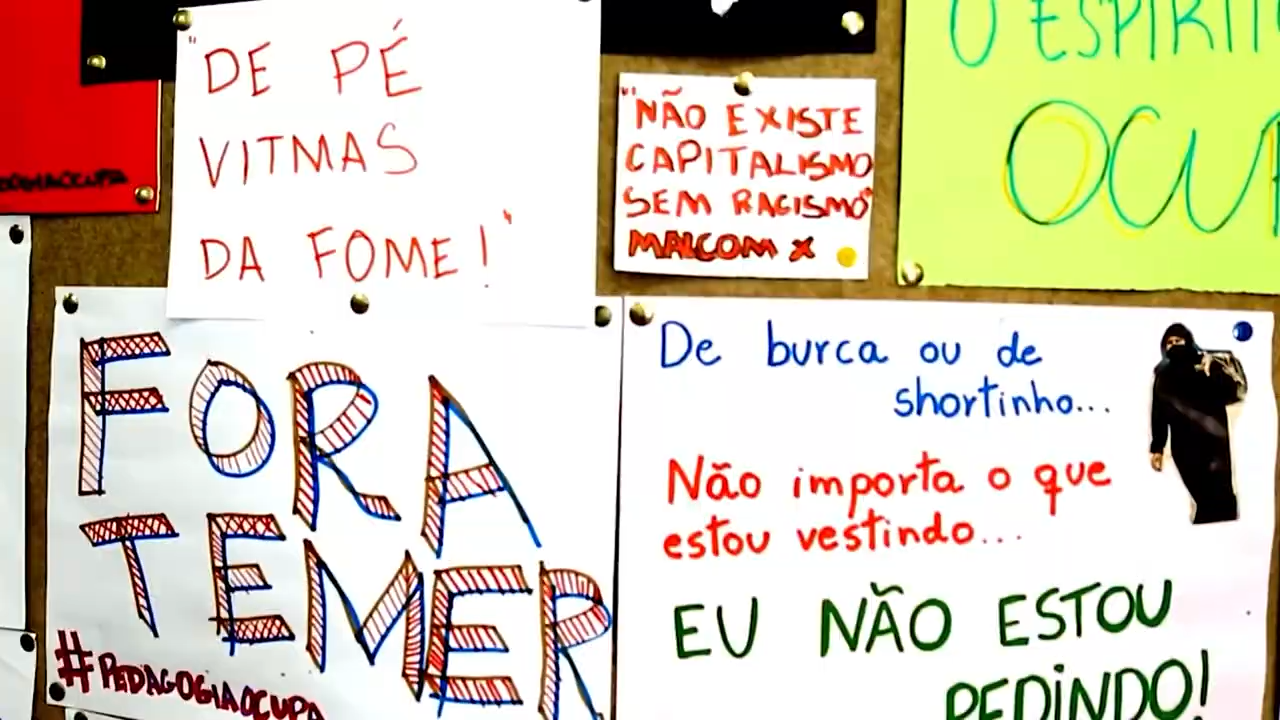 "DE PÉ
VITMAS
DA FOME!"
"NÃO EXISTE
CAPITALISMO
SEM RACISMO"
MALCOM X
O ESPIRIT
OCU
FORA
TEMER
#PEDAGOGIAOCUPA
De burca ou de
shortinho...
Não importa o que
estou vestindo...
EU NÃO ESTOU
PEDINDO!